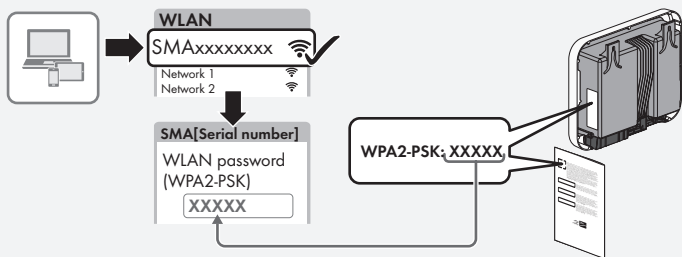 WLAN
SMAxxxxxxxx
Network 1
Network 2
SMA[Serial number]
WLAN password
(WPA2-PSK)
XXXXX
WPA2-PSK: XXXXX